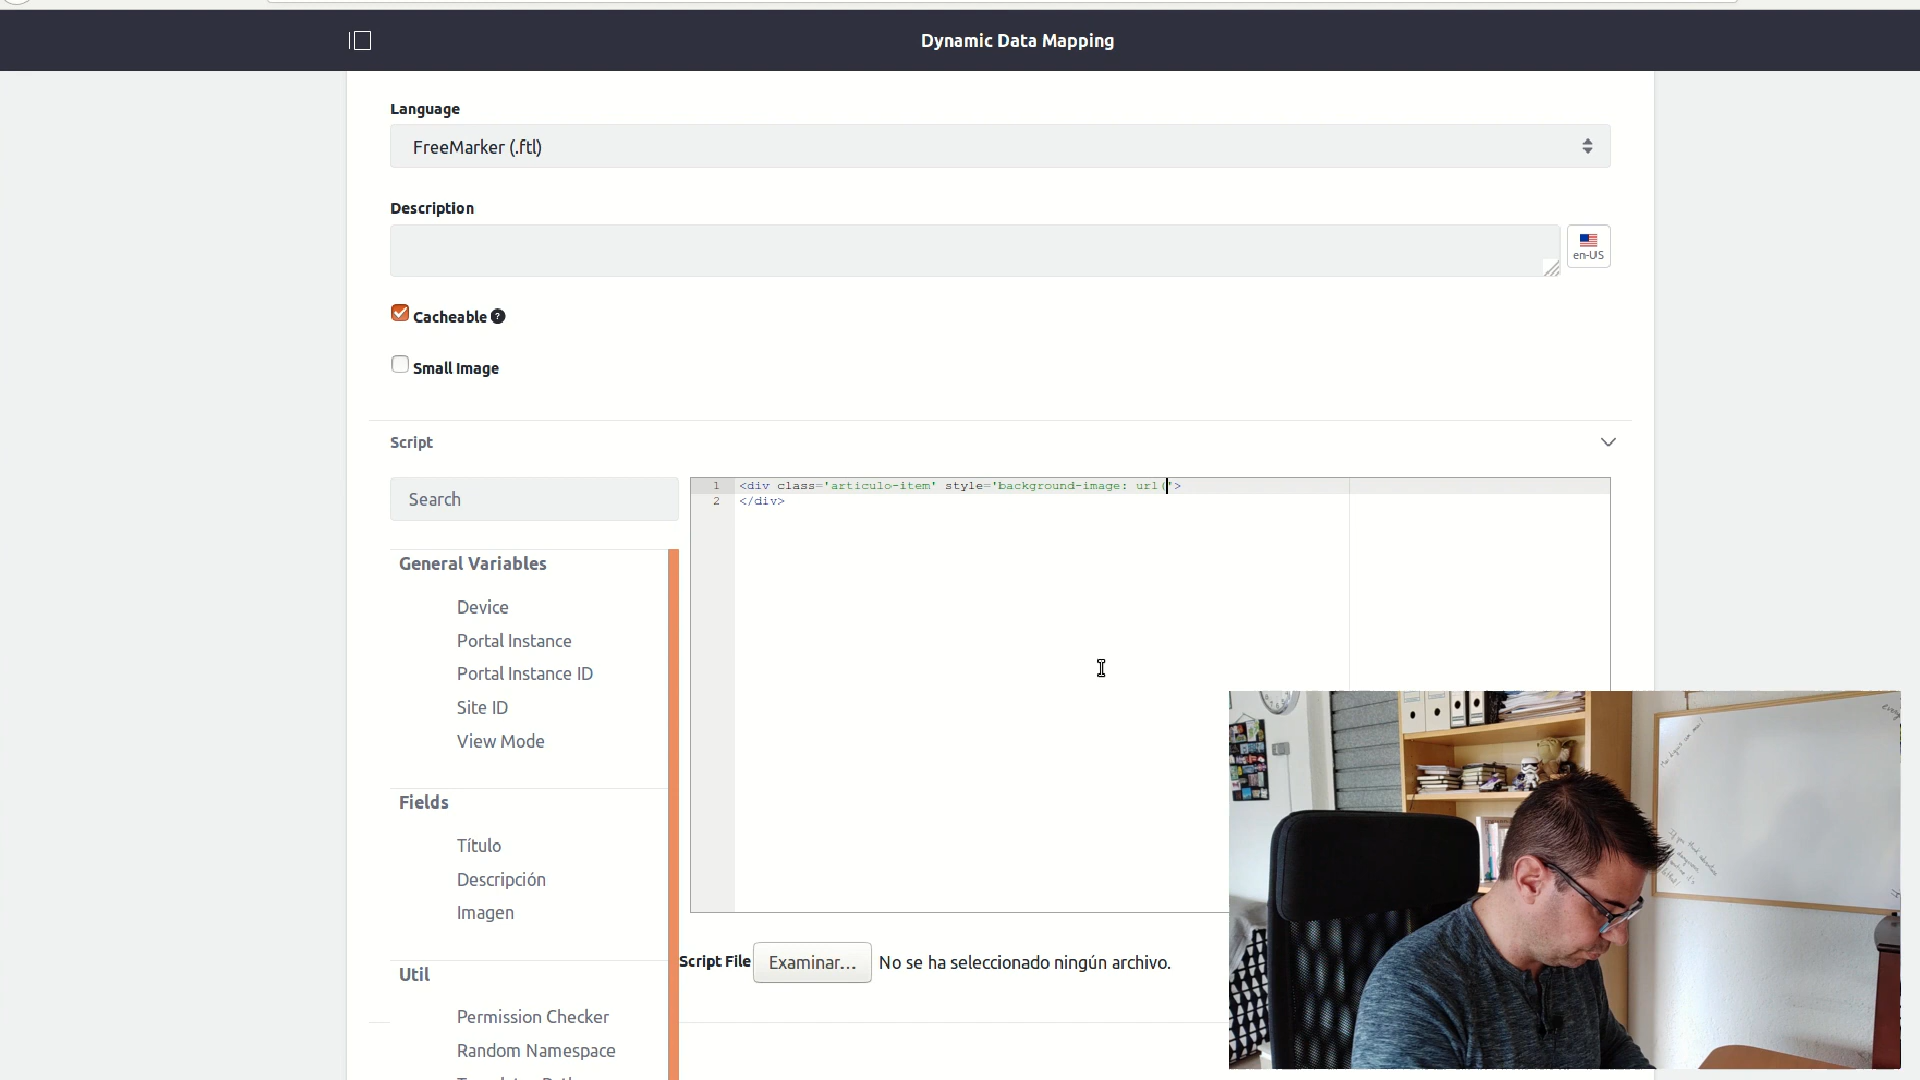 Dynamic Data Mapping
Language
FreeMarker (.ftl)
Description
en-US
Cacheable ?
Small Image
Script
Search
1 <div class='articulo-item' style='background-image: url('>
2 </div>
General Variables
Device
Portal Instance
Portal Instance ID
Site ID
View Mode
Fields
Título
Descripción
Imagen
Script File Examinar... No se ha seleccionado ningún archivo.
Util
Permission Checker
Random Namespace